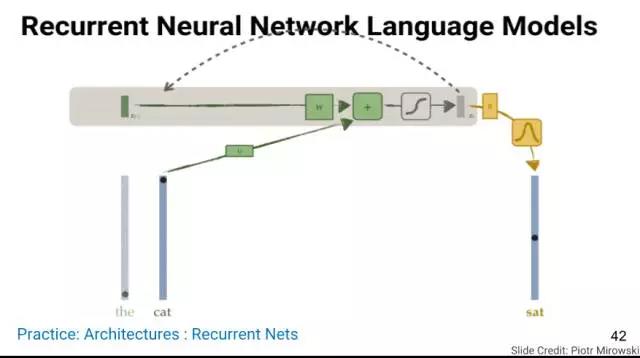 Recurrent Neural Network Language Models
W
+
the cat
sat
Practice: Architectures : Recurrent Nets
42
Slide Credit: Piotr Mirowski